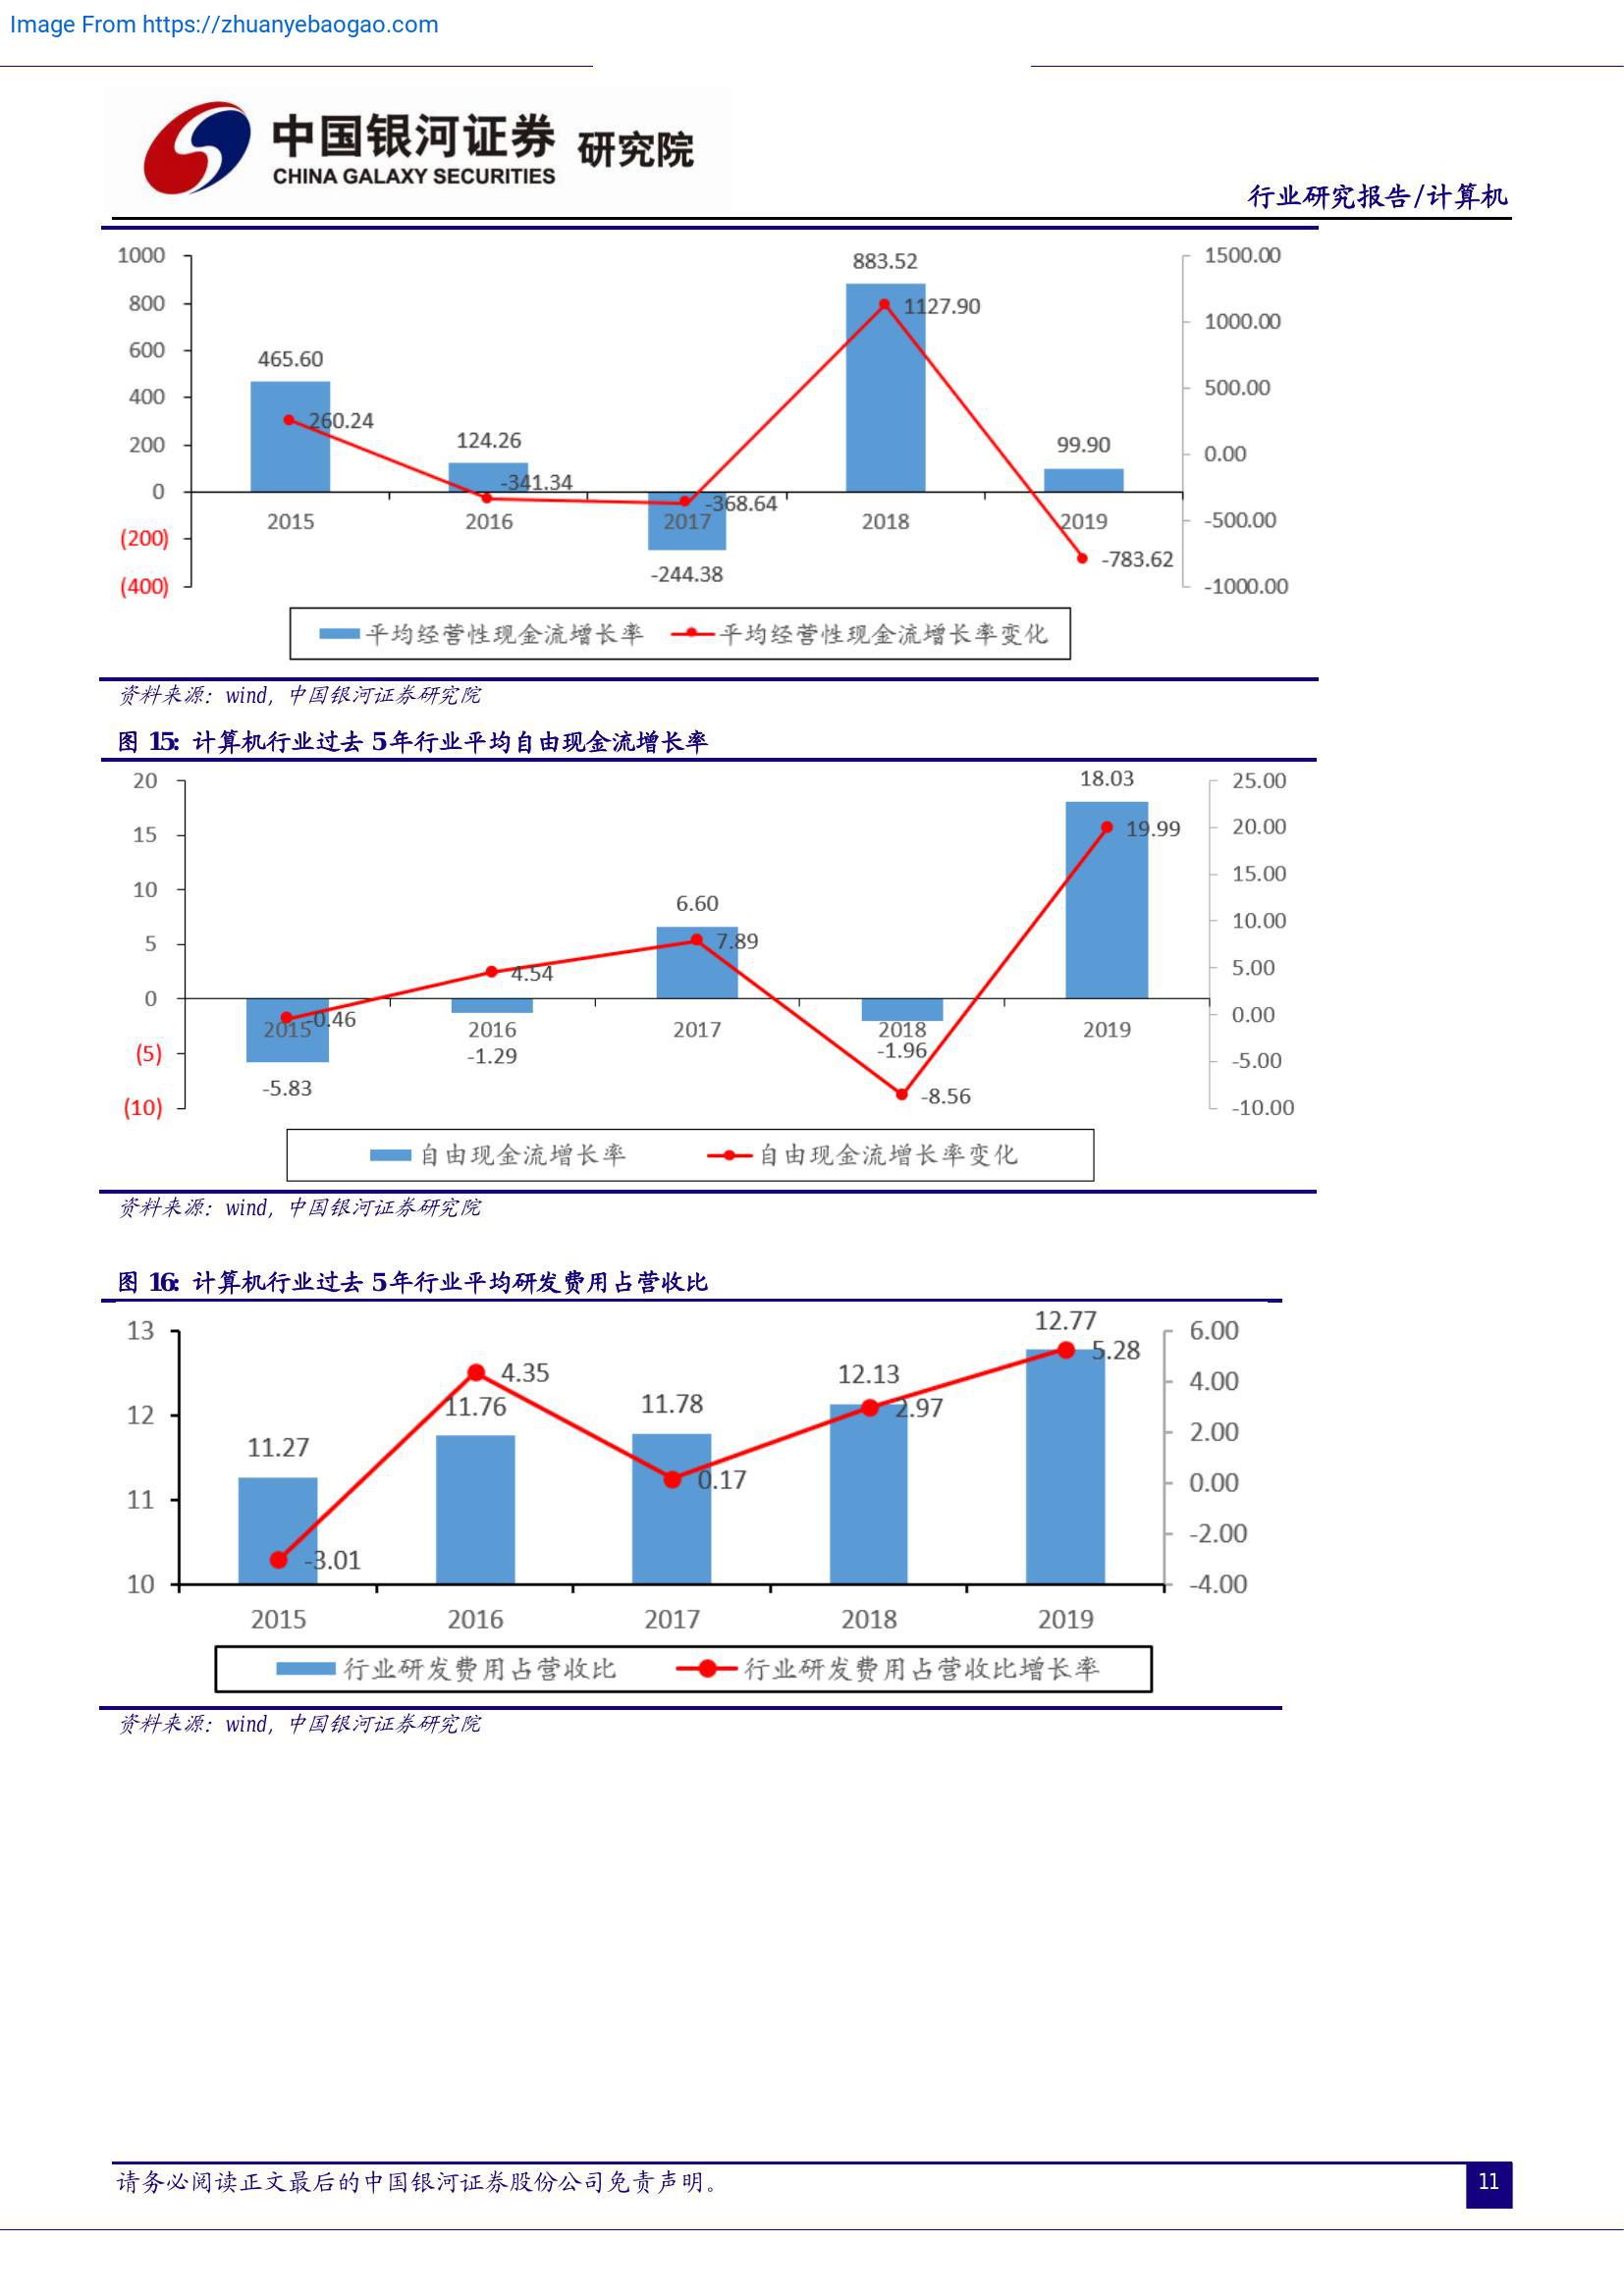 Image From https://zhuanyebaogao.com
中国银河证券 研究院
CHINA GALAXY SECURITIES
行业研究报告/计算机
1000 883.52 1500.00
800 1127.90 1000.00
600 465.60
400 260.24 500.00
200 124.26 -341.34 99.90 0.00
0 -368.64
2015 2016 2017 2018 2019 -500.00
(200) -244.38 -783.62
(400) -1000.00
平均经营性现金流增长率 平均经营性现金流增长率变化
资料来源：wind，中国银河证券研究院
图 15: 计算机行业过去 5年行业平均自由现金流增长率
20 18.03 25.00
15 19.99 20.00
10 15.00
6.60 10.00
5 4.54 7.89 5.00
0 -0.46 0.00
2015 2016 2017 2018 2019
(5) -1.29 -1.96 -5.00
(10) -5.83 -8.56 -10.00
自由现金流增长率 自由现金流增长率变化
资料来源：wind，中国银河证券研究院
图 16: 计算机行业过去 5年行业平均研发费用占营收比
13 12.77 6.00
4.35 12.13 5.28 4.00
12 11.76 11.78 2.97
11.27 2.00
11 0.17 0.00
-3.01 -2.00
10 -4.00
2015 2016 2017 2018 2019
行业研发费用占营收比 行业研发费用占营收比增长率
资料来源：wind，中国银河证券研究院
请务必阅读正文最后的中国银河证券股份公司免责声明。
11